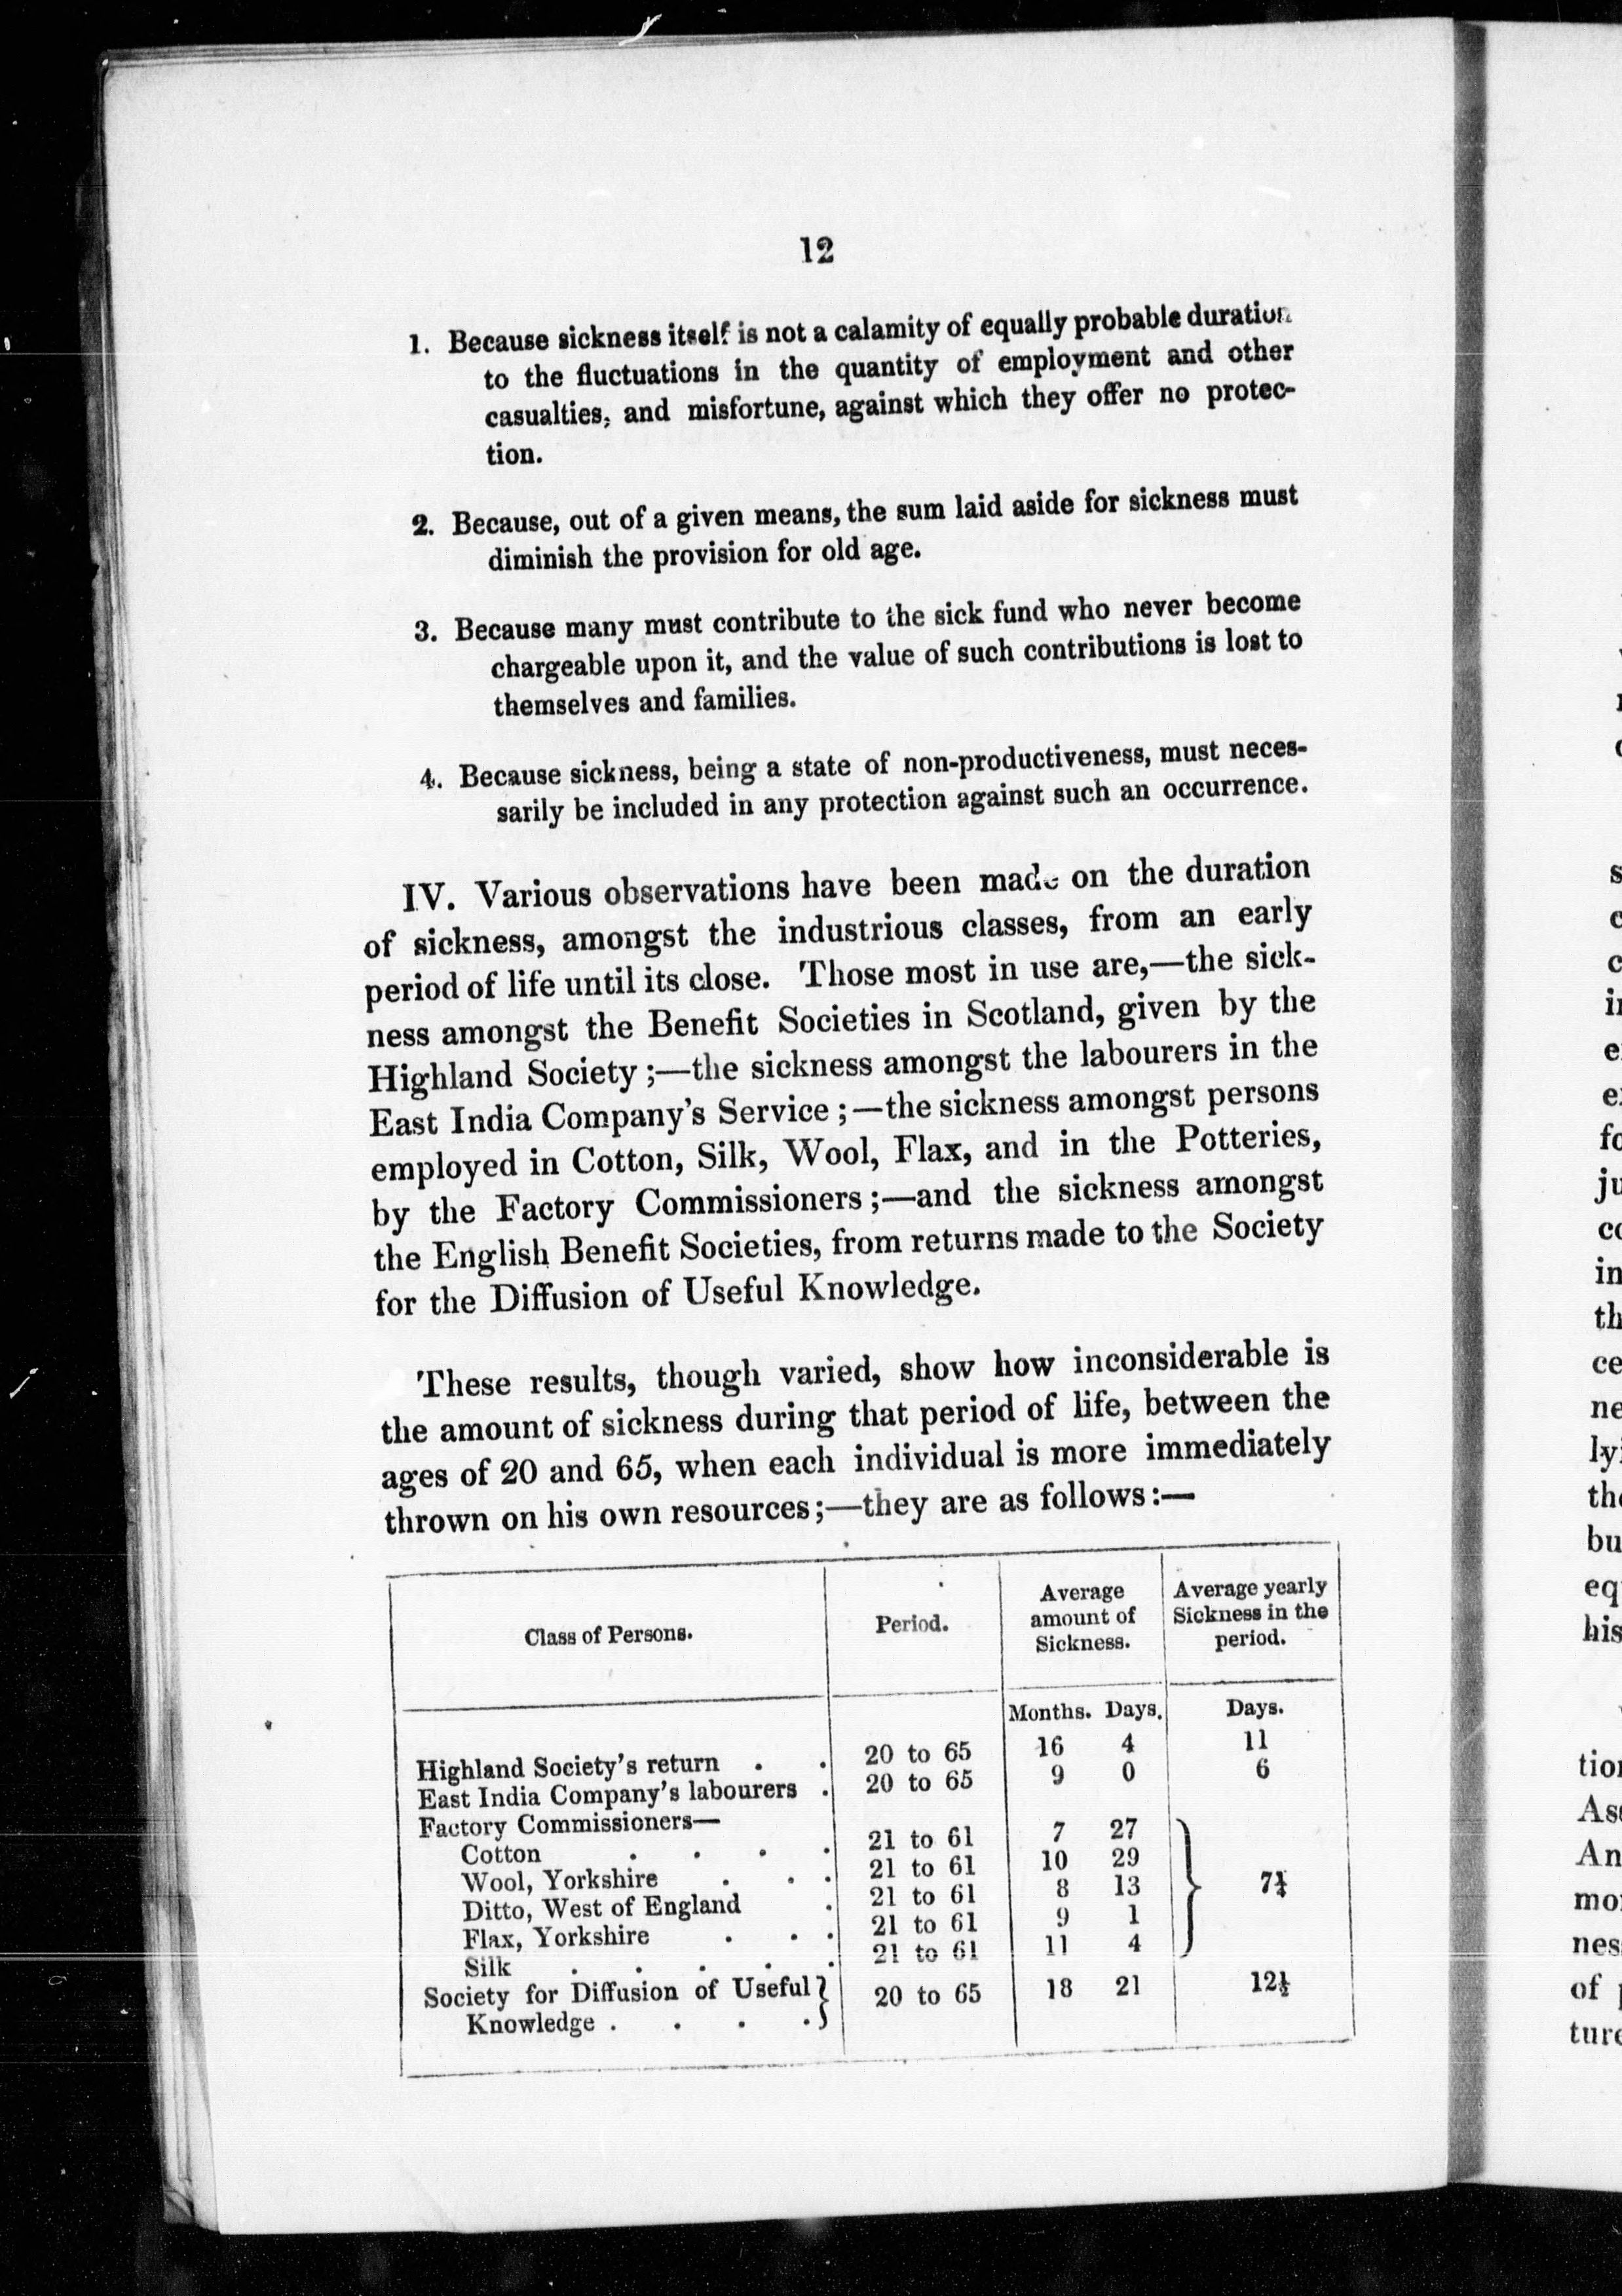 12
1. Because sickness itself is not a calamity of equally probable duration
to the fluctuations in the quantity of employment and other
casualties, and misfortune, against which they offer no protec-
tion.
2. Because, out of a given means, the sum laid aside for sickness must
diminish the provision for old age.
3. Because many must contribute to the sick fund who never become
chargeable upon it, and the value of such contributions is lost to
themselves and families.
4. Because sickness, being a state of non-productiveness, must neces-
sarily be included in any protection against such an occurrence.
IV. Various observations have been made on the duration
of sickness, amongst the industrious classes, from an early
period of life until its close. Those most in use are,—the sick-
ness amongst the Benefit Societies in Scotland, given by the
Highland Society ;—the sickness amongst the labourers in the
East India Company's Service ;—the sickness amongst persons
employed in Cotton, Silk, Wool, Flax, and in the Potteries,
by the Factory Commissioners ;—and the sickness amongst
the English Benefit Societies, from returns made to the Society
for the Diffusion of Useful Knowledge.
These results, though varied, show how inconsiderable is
the amount of sickness during that period of life, between the
ages of 20 and 65, when each individual is more immediately
thrown on his own resources;—they are as follows:—
Class of Persons. Period. Average amount of Sickness. Average yearly Sickness in the period.
Months. Days. Days.
Highland Society's return . . 20 to 65 16 4 11
East India Company's labourers . 20 to 65 9 0 6
Factory Commissioners—
Cotton . . . . 21 to 61 7 27
Wool, Yorkshire . . . 21 to 61 10 29
Ditto, West of England . 21 to 61 8 13
Flax, Yorkshire . . . 21 to 61 9 1
Silk . . . . . 21 to 61 11 4
Society for Diffusion of Useful
Knowledge . . . . 20 to 65 18 21 12½